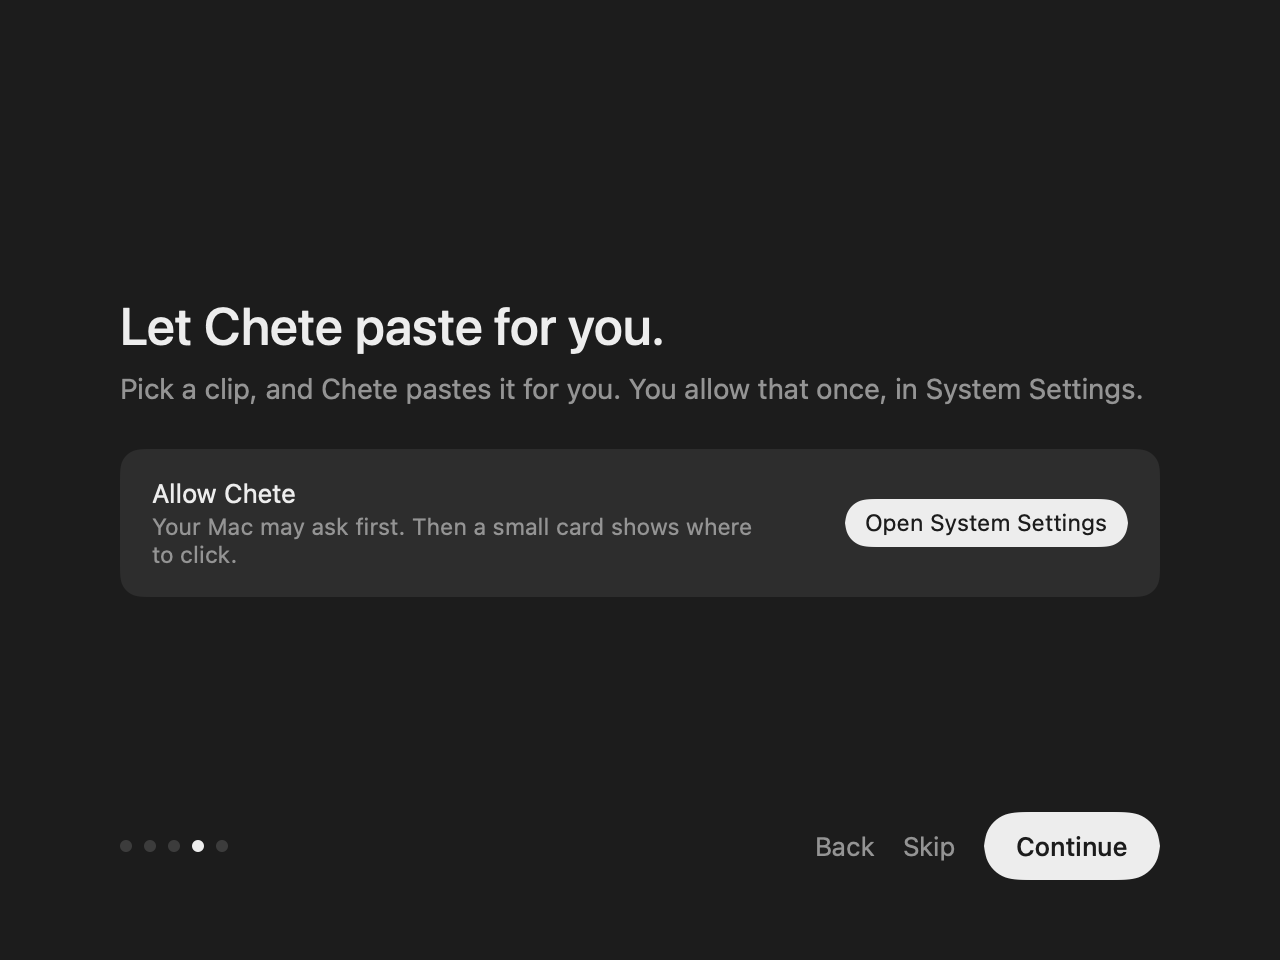 Let Chete paste for you.
Pick a clip, and Chete pastes it for you. You allow that once, in System Settings.
Allow Chete
Your Mac may ask first. Then a small card shows where
to click.
Open System Settings
Back
Skip
Continue